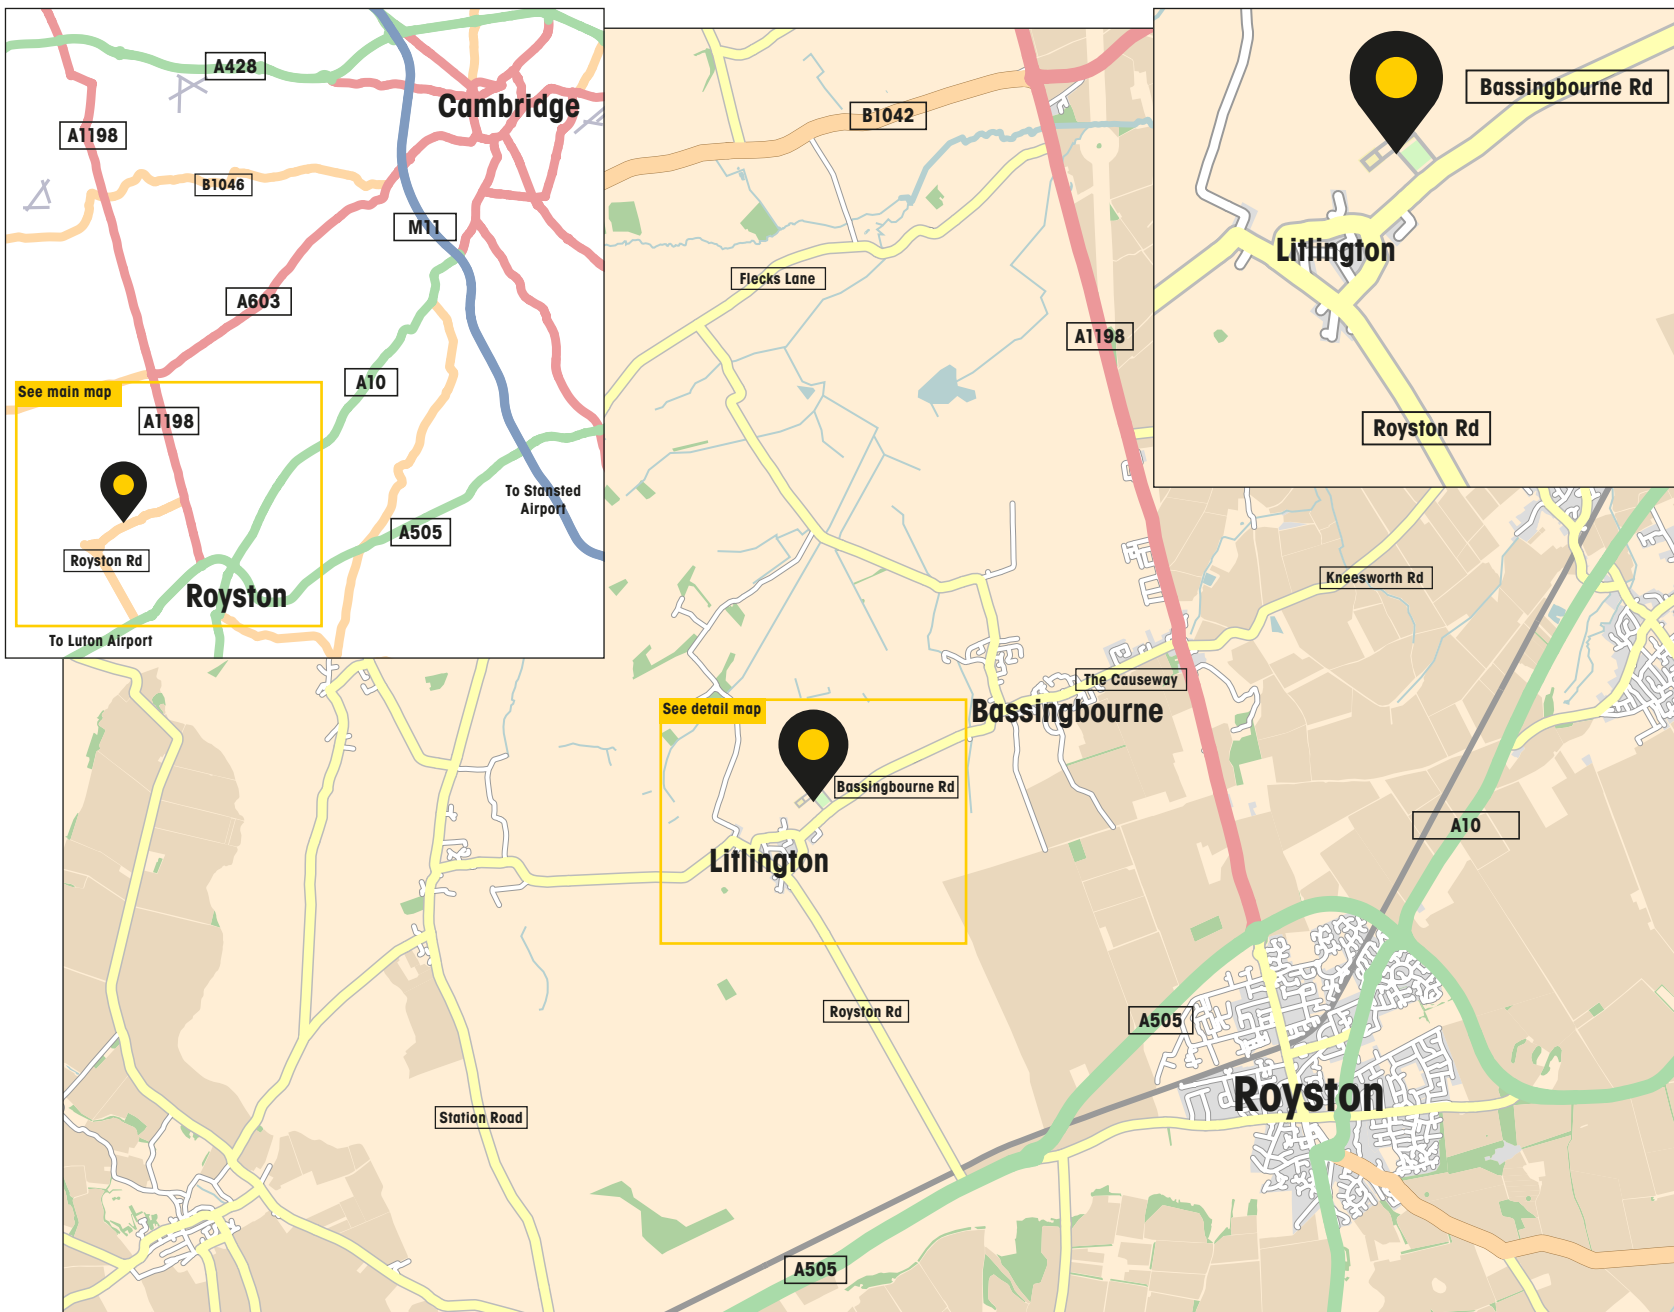 A428
Cambridge
A1198
B1046
M11
A603
A10
See main map
A1198
To Stansted
Airport
A505
Royston Rd
Royston
To Luton Airport
B1042
Flecks Lane
A1198
Kneesworth Rd
The Causeway
Bassingbourne
See detail map
Bassingbourne Rd
A10
Litlington
Royston Rd
A505
Royston
Station Road
A505
Bassingbourne Rd
Litlington
Royston Rd